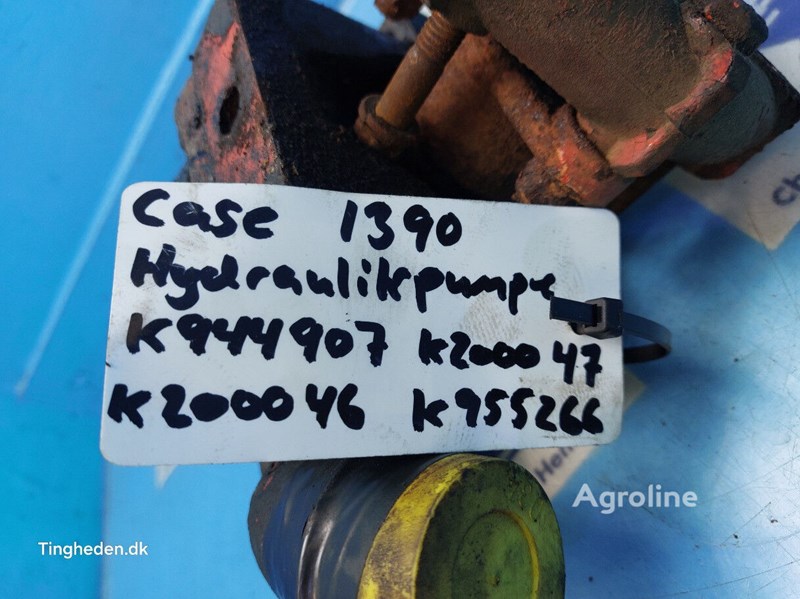 Case 1390
Hydraulikpumpe
K944907 K200047
K200046 K955266
Agroline
Tingheden.dk